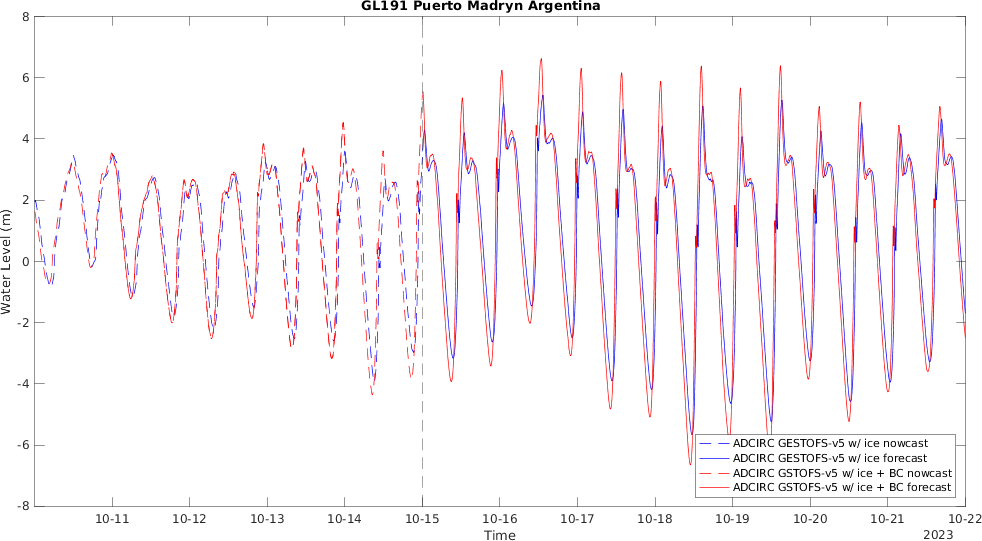 GL191 Puerto Madryn Argentina
8
6
4
2
0
-2
-4
-6
-8
Water Level (m)
ADCIRC GESTOFS-v5 w/ ice nowcast
ADCIRC GESTOFS-v5 w/ ice forecast
ADCIRC GSTOFS-v5 w/ ice + BC nowcast
ADCIRC GSTOFS-v5 w/ ice + BC forecast
10-11 10-12 10-13 10-14 10-15 10-16 10-17 10-18 10-19 10-20 10-21 10-22
Time
2023